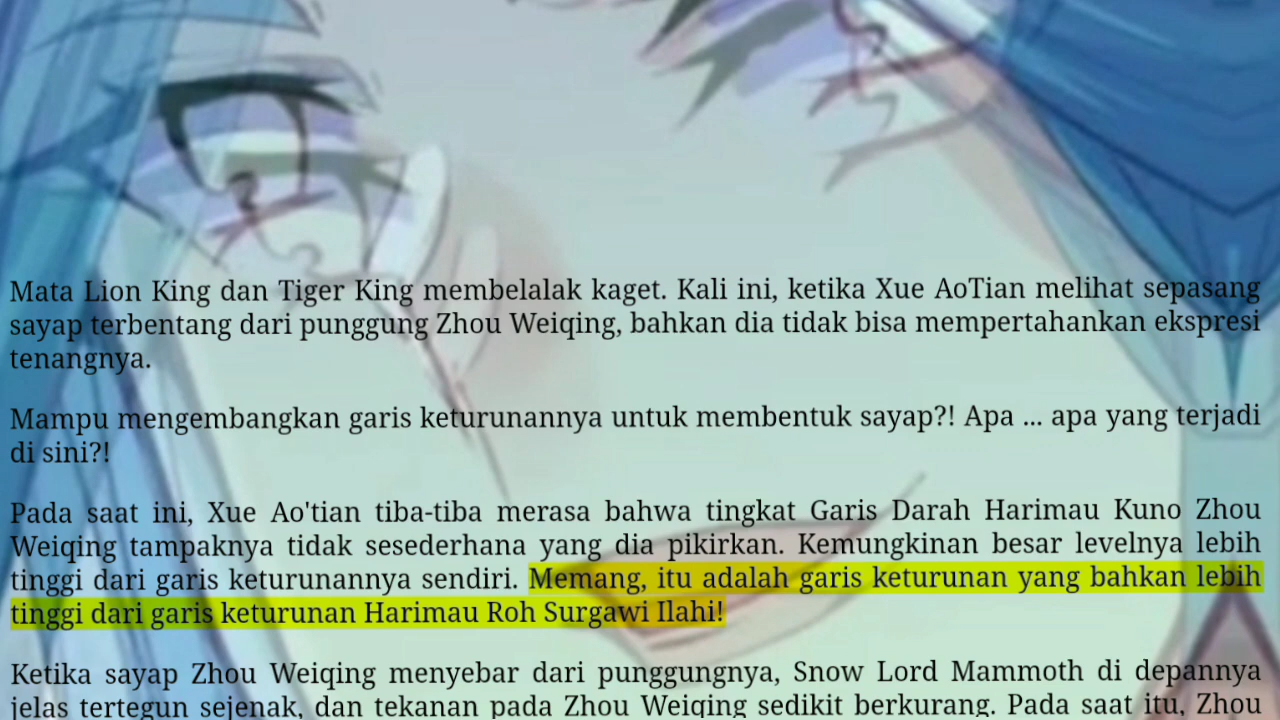 Mata Lion King dan Tiger King membelalak kaget. Kali ini, ketika Xue AoTian melihat sepasang
sayap terbentang dari punggung Zhou Weiqing, bahkan dia tidak bisa mempertahankan ekspresi
tenangnya.
Mampu mengembangkan garis keturunannya untuk membentuk sayap?! Apa ... apa yang terjadi
di sini?!
Pada saat ini, Xue Ao'tian tiba-tiba merasa bahwa tingkat Garis Darah Harimau Kuno Zhou
Weiqing tampaknya tidak sesederhana yang dia pikirkan. Kemungkinan besar levelnya lebih
tinggi dari garis keturunannya sendiri. Memang, itu adalah garis keturunan yang bahkan lebih
tinggi dari garis keturunan Harimau Roh Surgawi Ilahi!
Ketika sayap Zhou Weiqing menyebar dari punggungnya, Snow Lord Mammoth di depannya
jelas tertegun sejenak, dan tekanan pada Zhou Weiqing sedikit berkurang. Pada saat itu, Zhou